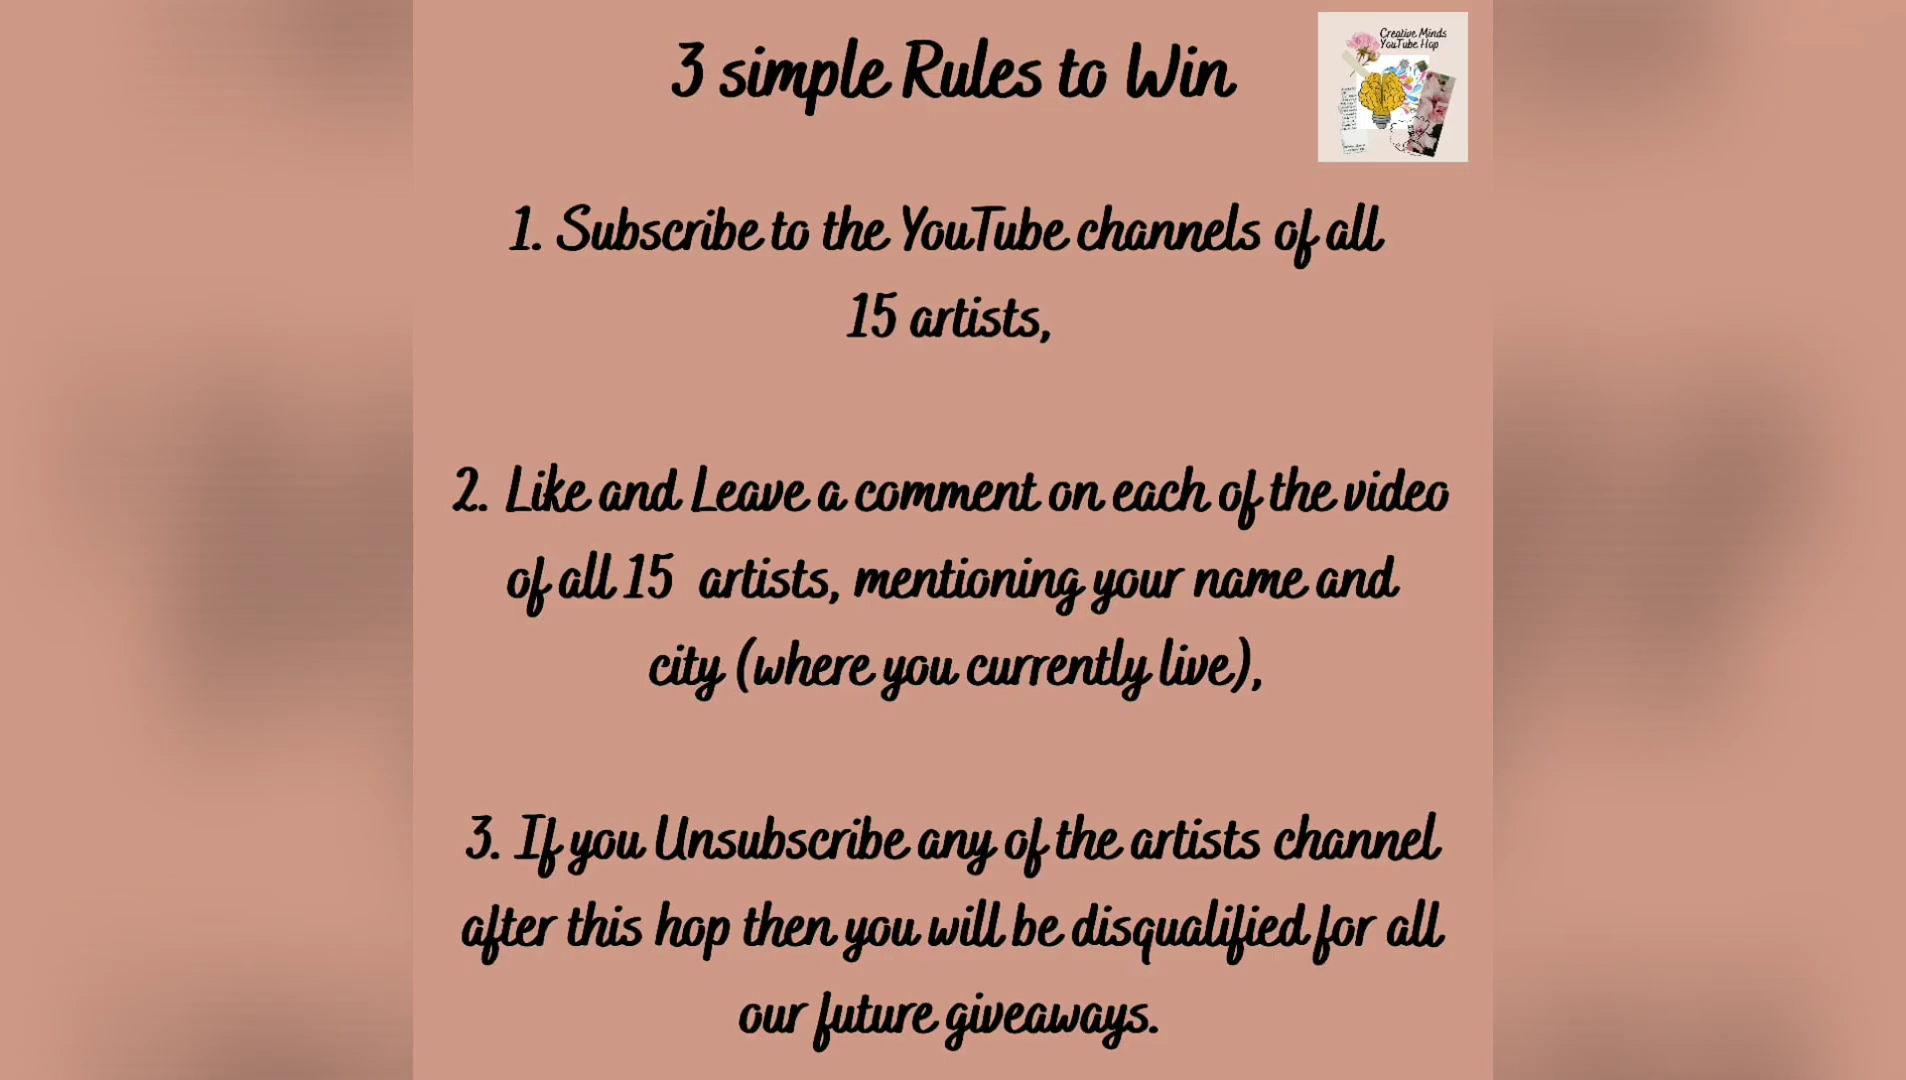 3 simple Rules to Win
Creative Minds
YouTube Hop
1. Subscribe to the YouTube channels of all
15 artists,
2. Like and Leave a comment on each of the video
of all 15 artists, mentioning your name and
city (where you currently live),
3. If you Unsubscribe any of the artists channel
after this hop then you will be disqualified for all
our future giveaways.